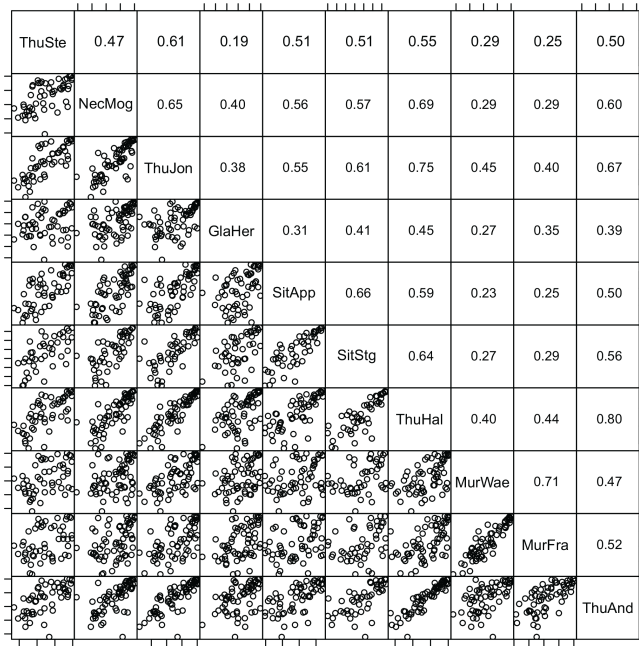 ThuSte 0.47 0.61 0.19 0.51 0.51 0.55 0.29 0.25 0.50
NecMog 0.65 0.40 0.56 0.57 0.69 0.29 0.29 0.60
ThuJon 0.38 0.55 0.61 0.75 0.45 0.40 0.67
GlaHer 0.31 0.41 0.45 0.27 0.35 0.39
SitApp 0.66 0.59 0.23 0.25 0.50
SitStg 0.64 0.27 0.29 0.56
ThuHal 0.40 0.44 0.80
MurWae 0.71 0.47
MurFra 0.52
ThuAnd